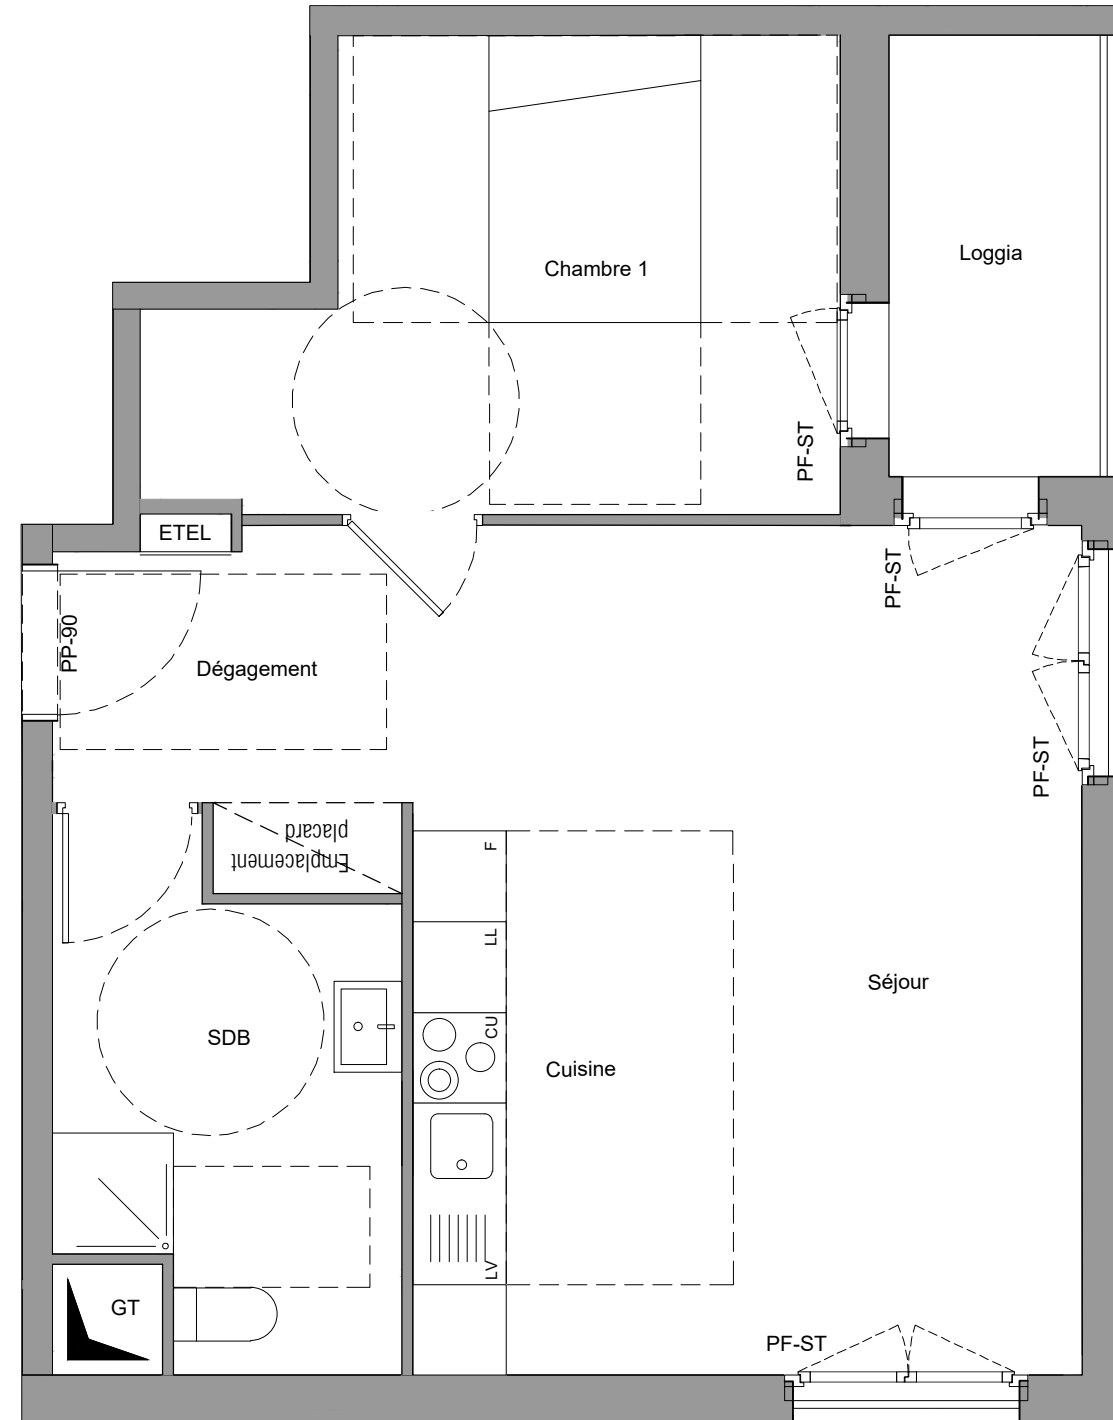 Loggia
Chambre 1
PF-ST
ETEL
PF-ST
PP-90
Dégagement
PF-ST
Emplacement
placard
F
LL
Séjour
CU
SDB
Cuisine
LV
GT
PF-ST